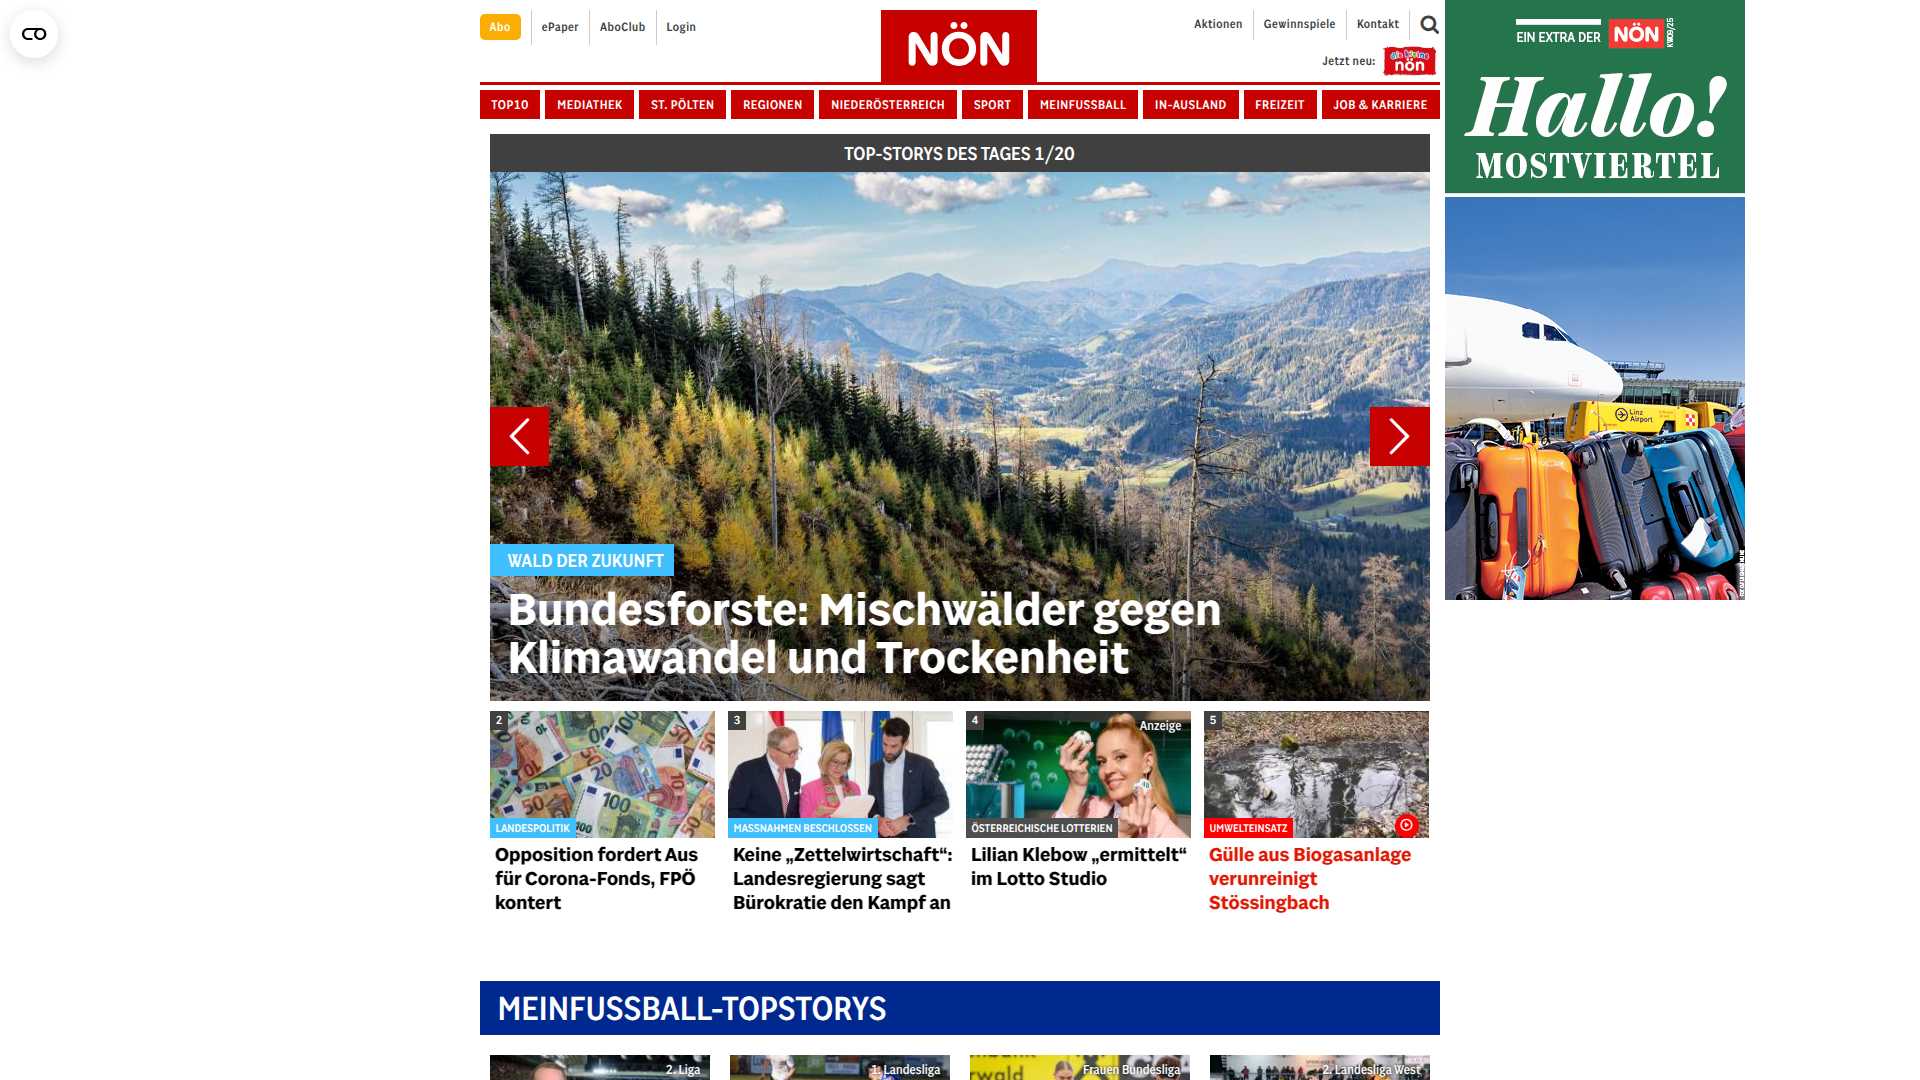 Abo
ePaper
AboClub
Login
NÖN
Aktionen
Gewinnspiele
Kontakt
Jetzt neu:
die kleine
nön
TOP10
MEDIATHEK
ST. PÖLTEN
REGIONEN
NIEDERÖSTERREICH
SPORT
MEINFUSSBALL
IN-AUSLAND
FREIZEIT
JOB & KARRIERE
TOP-STORYS DES TAGES 1/20
WALD DER ZUKUNFT
Bundesforste: Mischwälder gegen
Klimawandel und Trockenheit
EIN EXTRA DER
NÖN
KW09/25
Hallo!
MOSTVIERTEL
Linz
Airport
2
LANDESPOLITIK
Opposition fordert Aus
für Corona-Fonds, FPÖ
kontert
3
MASSNAHMEN BESCHLOSSEN
Keine „Zettelwirtschaft“:
Landesregierung sagt
Bürokratie den Kampf an
4
Anzeige
ÖSTERREICHISCHE LOTTERIEN
Lilian Klebow „ermittelt“
im Lotto Studio
5
UMWELTEINSATZ
Gülle aus Biogasanlage
verunreinigt
Stössingbach
MEINFUSSBALL-TOPSTORYS
2. Liga
1. Landesliga
Frauen Bundesliga
2. Landesliga West